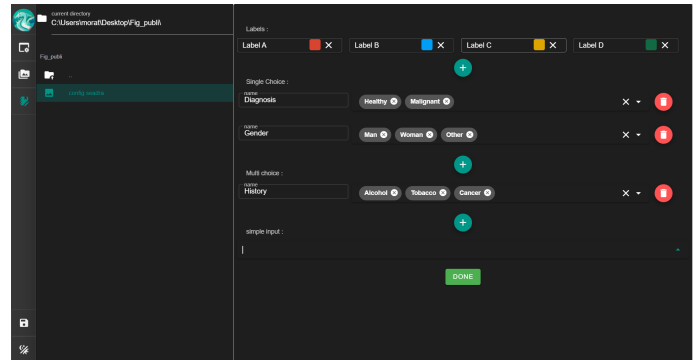 current directory
C:\Users\morat\Desktop\Fig_publi\
Fig_publi
..
config.seadra
Labels :
Label A Label B Label C Label D
Single Choice :
name
Diagnosis Healthy Malignant
name
Gender Man Woman Other
Multi choice :
name
History Alcohol Tobacco Cancer
simple input :
DONE